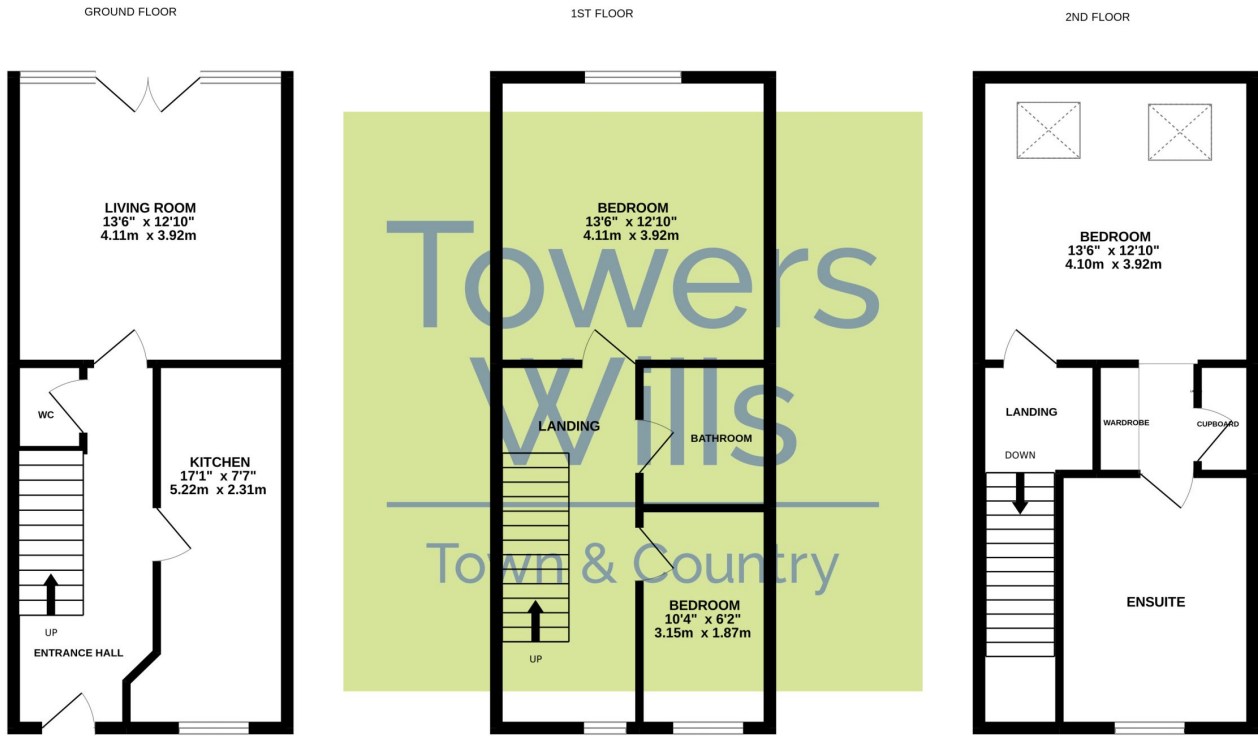 GROUND FLOOR
LIVING ROOM
13'6" x 12'10"
4.11m x 3.92m
WC
KITCHEN
17'1" x 7'7"
5.22m x 2.31m
UP
ENTRANCE HALL
1ST FLOOR
BEDROOM
13'6" x 12'10"
4.11m x 3.92m
Towers
Wills
LANDING
BATHROOM
Town & Country
BEDROOM
10'4" x 6'2"
3.15m x 1.87m
UP
2ND FLOOR
BEDROOM
13'6" x 12'10"
4.10m x 3.92m
LANDING
WARDROBE
CUPBOARD
DOWN
ENSUITE